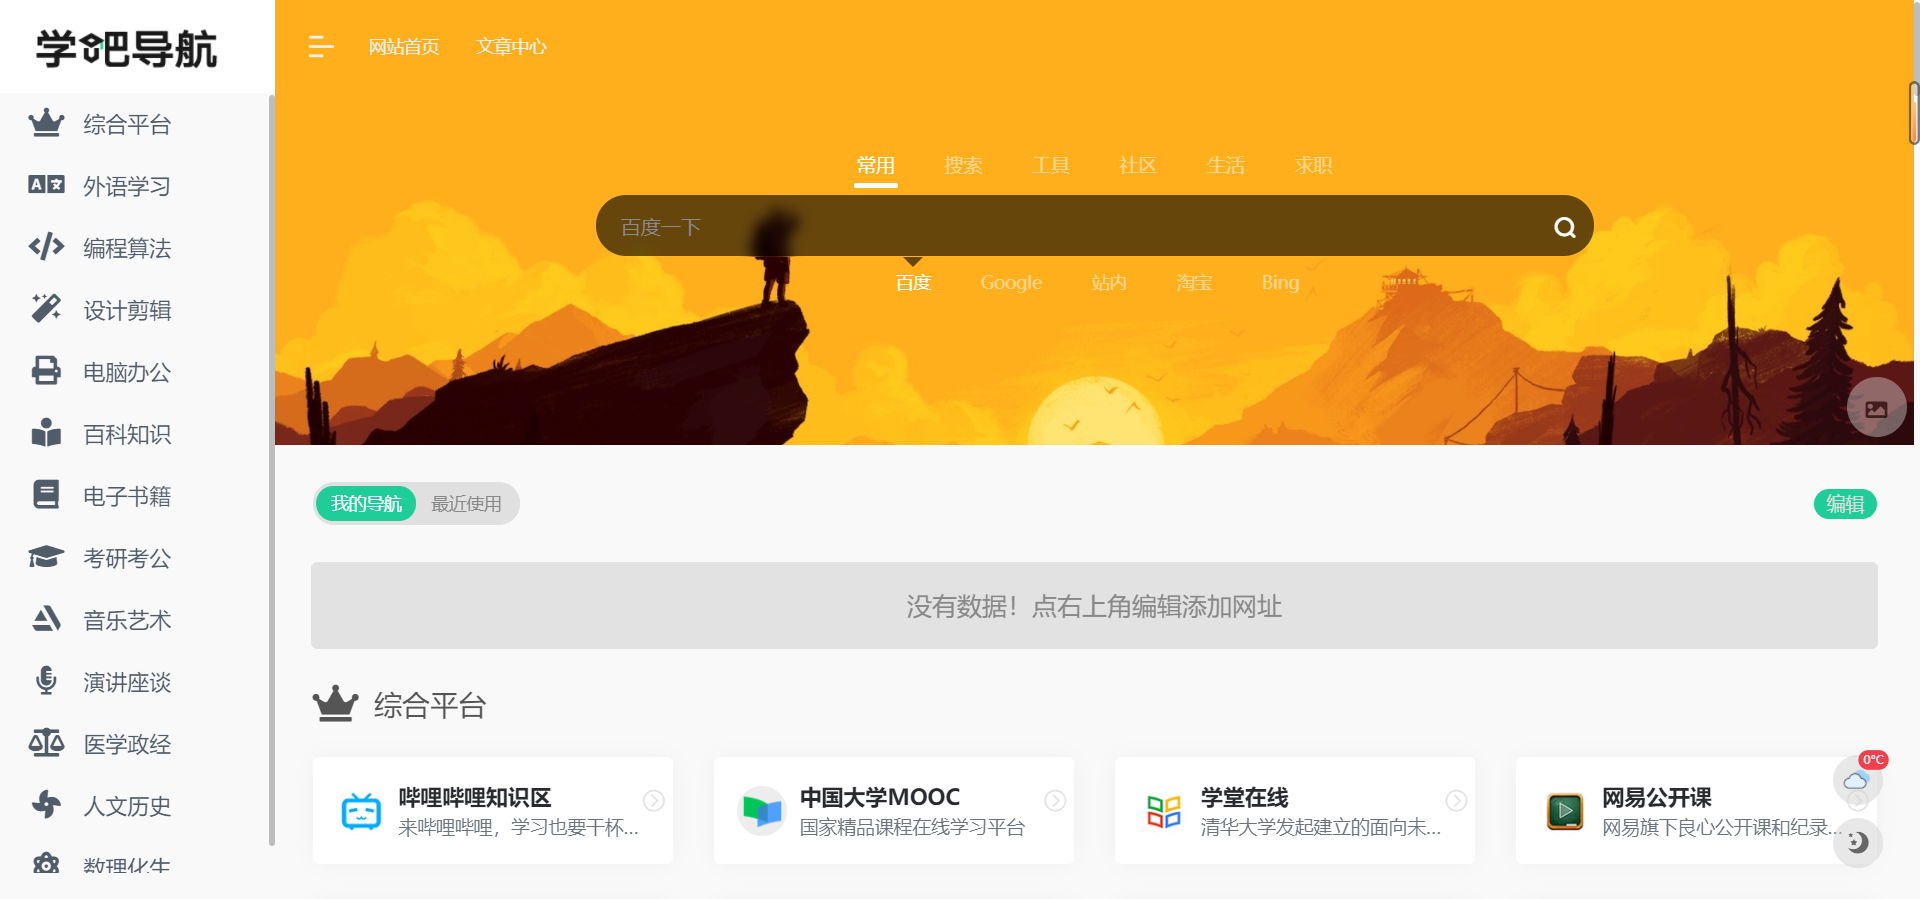 学吧导航
网站首页 文章中心
综合平台
外语学习
编程算法
设计剪辑
电脑办公
百科知识
电子书籍
考研考公
音乐艺术
演讲座谈
医学政经
人文历史
数理化生
常用 搜索 工具 社区 生活 求职
百度一下
百度 Google 站内 淘宝 Bing
我的导航 最近使用
编辑
没有数据！点右上角编辑添加网址
综合平台
哔哩哔哩知识区
来哔哩哔哩，学习也要干杯...
中国大学MOOC
国家精品课程在线学习平台
学堂在线
清华大学发起建立的面向未...
网易公开课
网易旗下良心公开课和纪录...
0°C